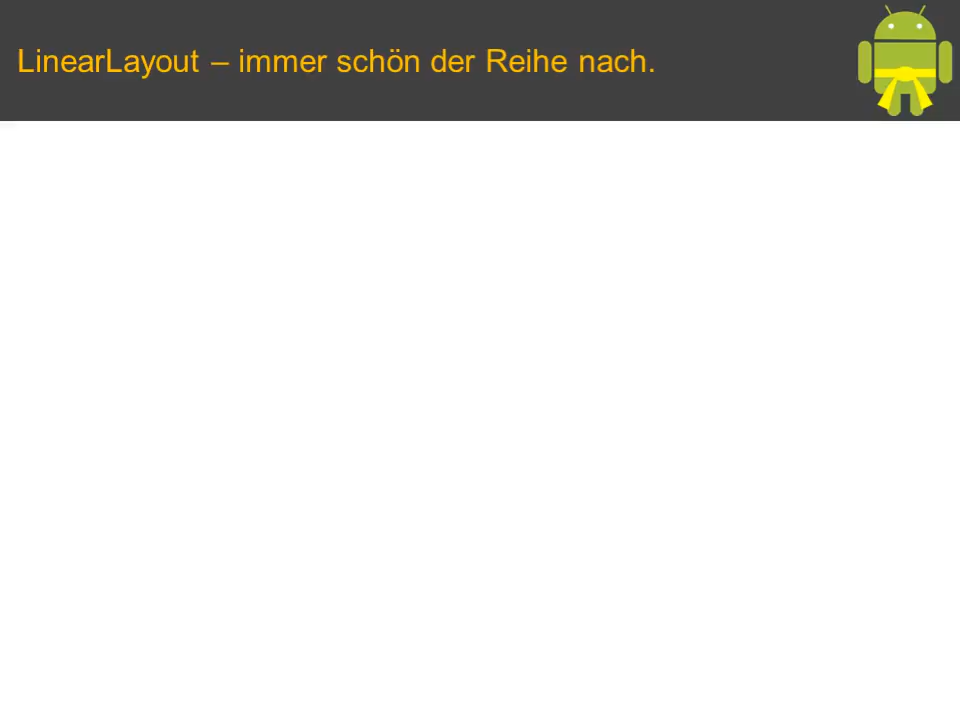 LinearLayout – immer schön der Reihe nach.